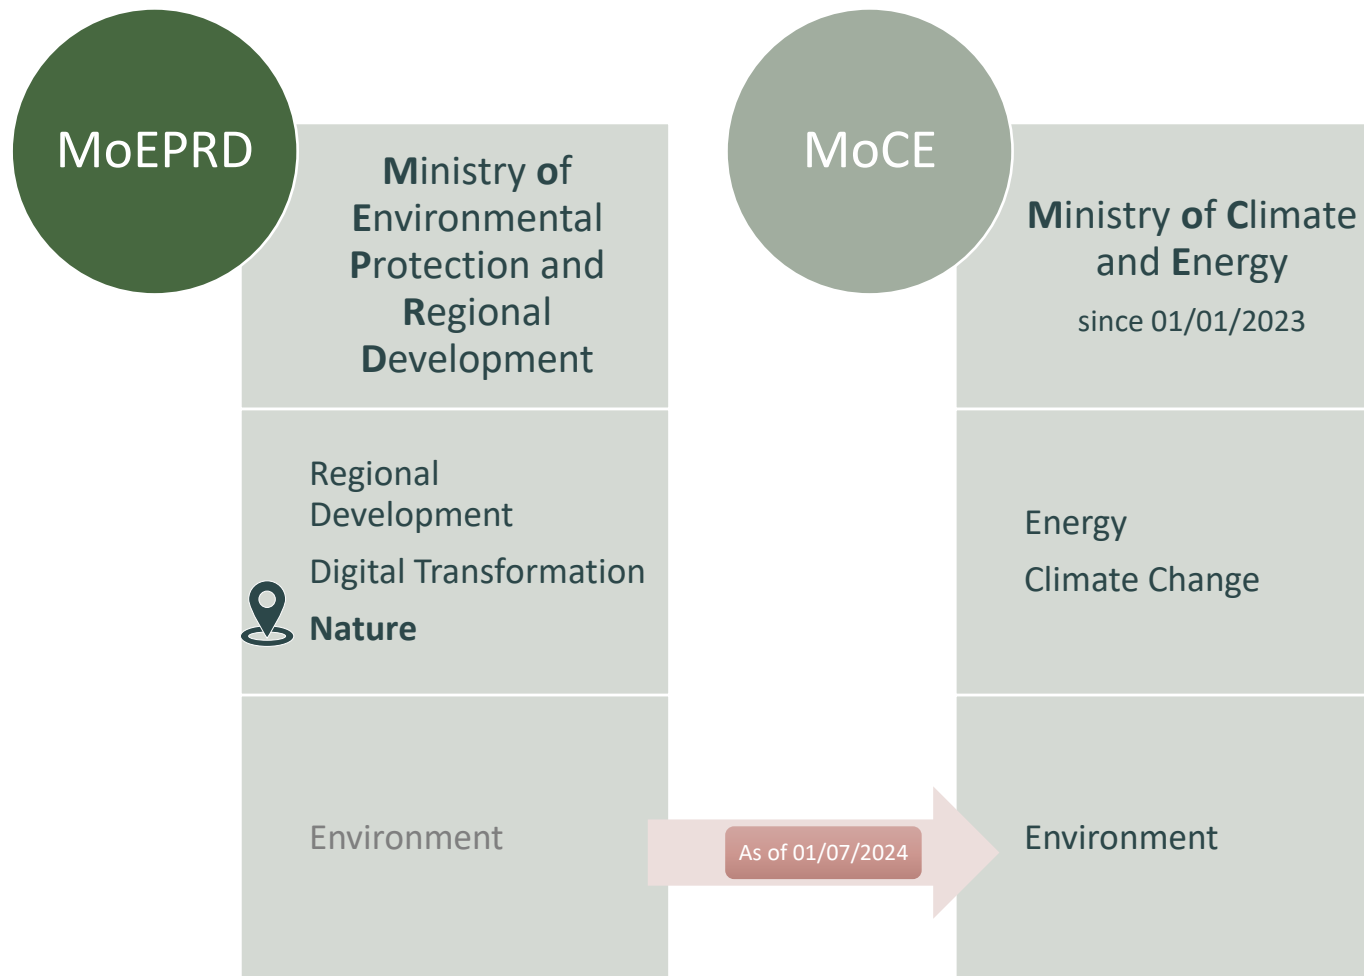 MoEPRD
Ministry of
Environmental
Protection and
Regional
Development
Regional
Development
Digital Transformation
Nature
Environment
As of 01/07/2024
MoCE
Ministry of Climate
and Energy
since 01/01/2023
Energy
Climate Change
Environment